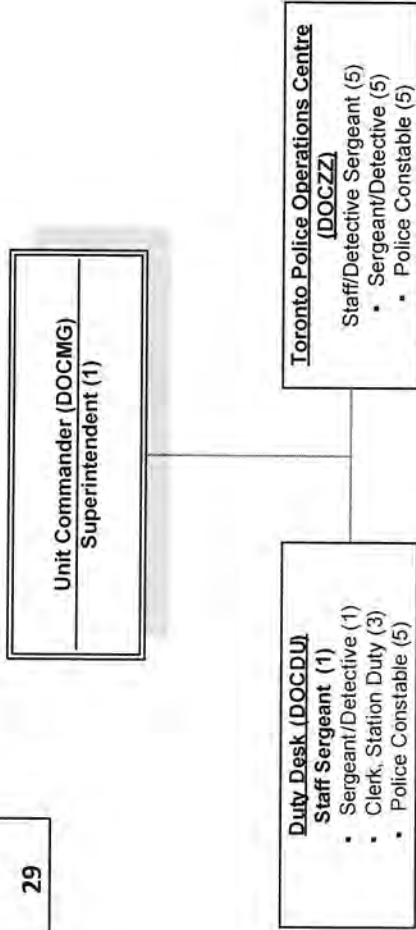 29
Unit Commander (DOCMG)
Superintendent (1)
Duty Desk (DOCDU)
Staff Sergeant (1)
▪ Sergeant/Detective (1)
▪ Clerk, Station Duty (3)
▪ Police Constable (5)
Toronto Police Operations Centre
(DOCZZ)
Staff/Detective Sergeant (5)
▪ Sergeant/Detective (5)
▪ Police Constable (5)